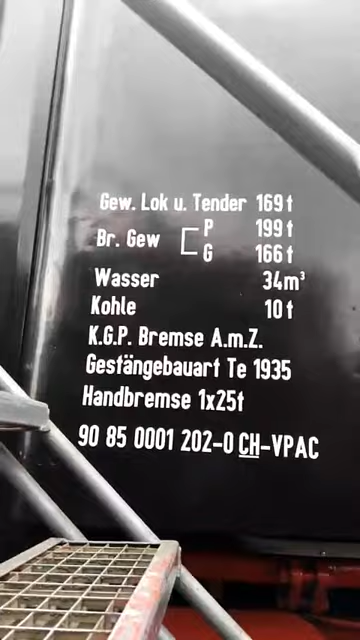 Gew. Lok u. Tender 169 t
Br. Gew [ P 199 t
G 166 t
Wasser 34m³
Kohle 10 t
K.G.P. Bremse A.m.Z.
Gestängebauart Te 1935
Handbremse 1x25t
90 85 0001 202-0 CH-VPAC